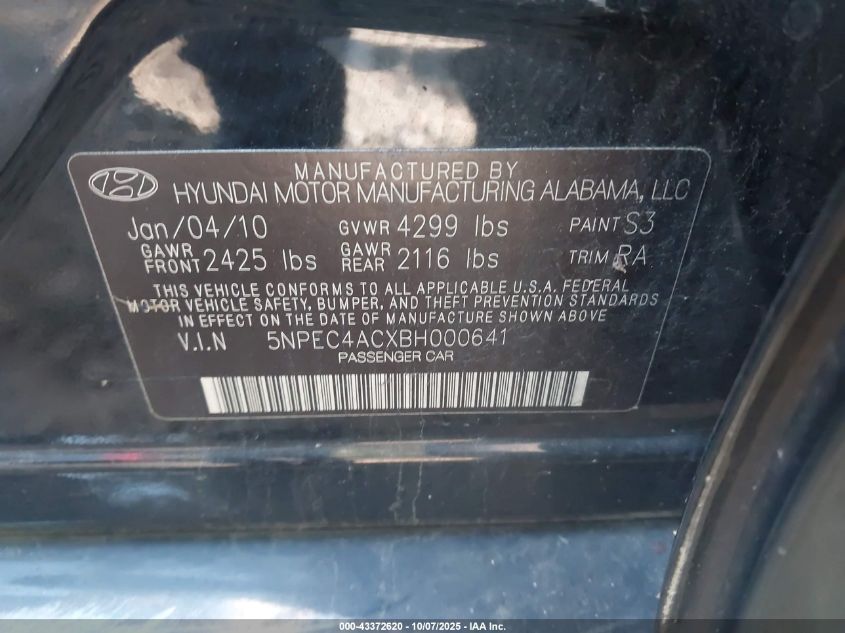 MANUFACTURED BY
HYUNDAI MOTOR MANUFACTURING ALABAMA, LLC
Jan/04/10 GVWR 4299 lbs PAINT S3
GAWR FRONT 2425 lbs GAWR REAR 2116 lbs TRIM RA
THIS VEHICLE CONFORMS TO ALL APPLICABLE U.S.A. FEDERAL
MOTOR VEHICLE SAFETY, BUMPER, AND THEFT PREVENTION STANDARDS
IN EFFECT ON THE DATE OF MANUFACTURE SHOWN ABOVE
V.I.N 5NPEC4ACXBH000641
PASSENGER CAR
000-43372620 - 10/07/2025 - IAA Inc.